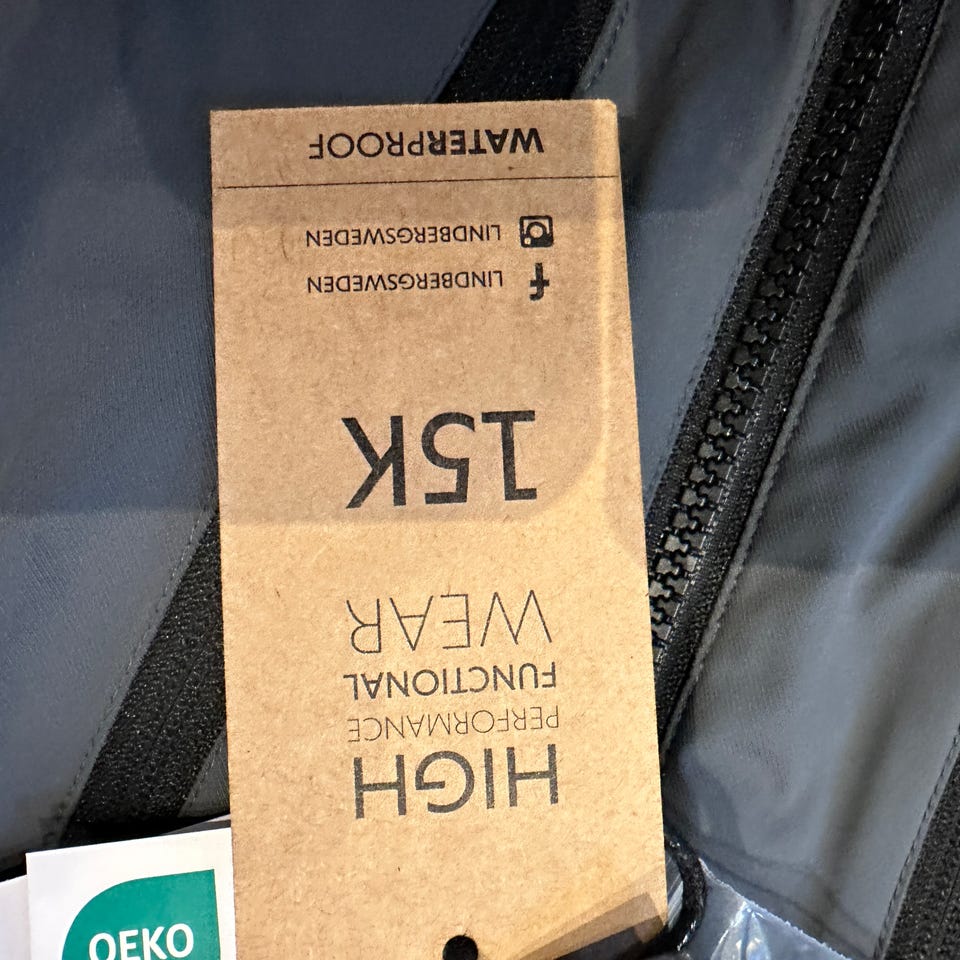 HIGH
PERFORMANCE
FUNCTIONAL
WEAR
15K
LINDBERGSWEDEN
LINDBERGSWEDEN
WATERPROOF
OEKO